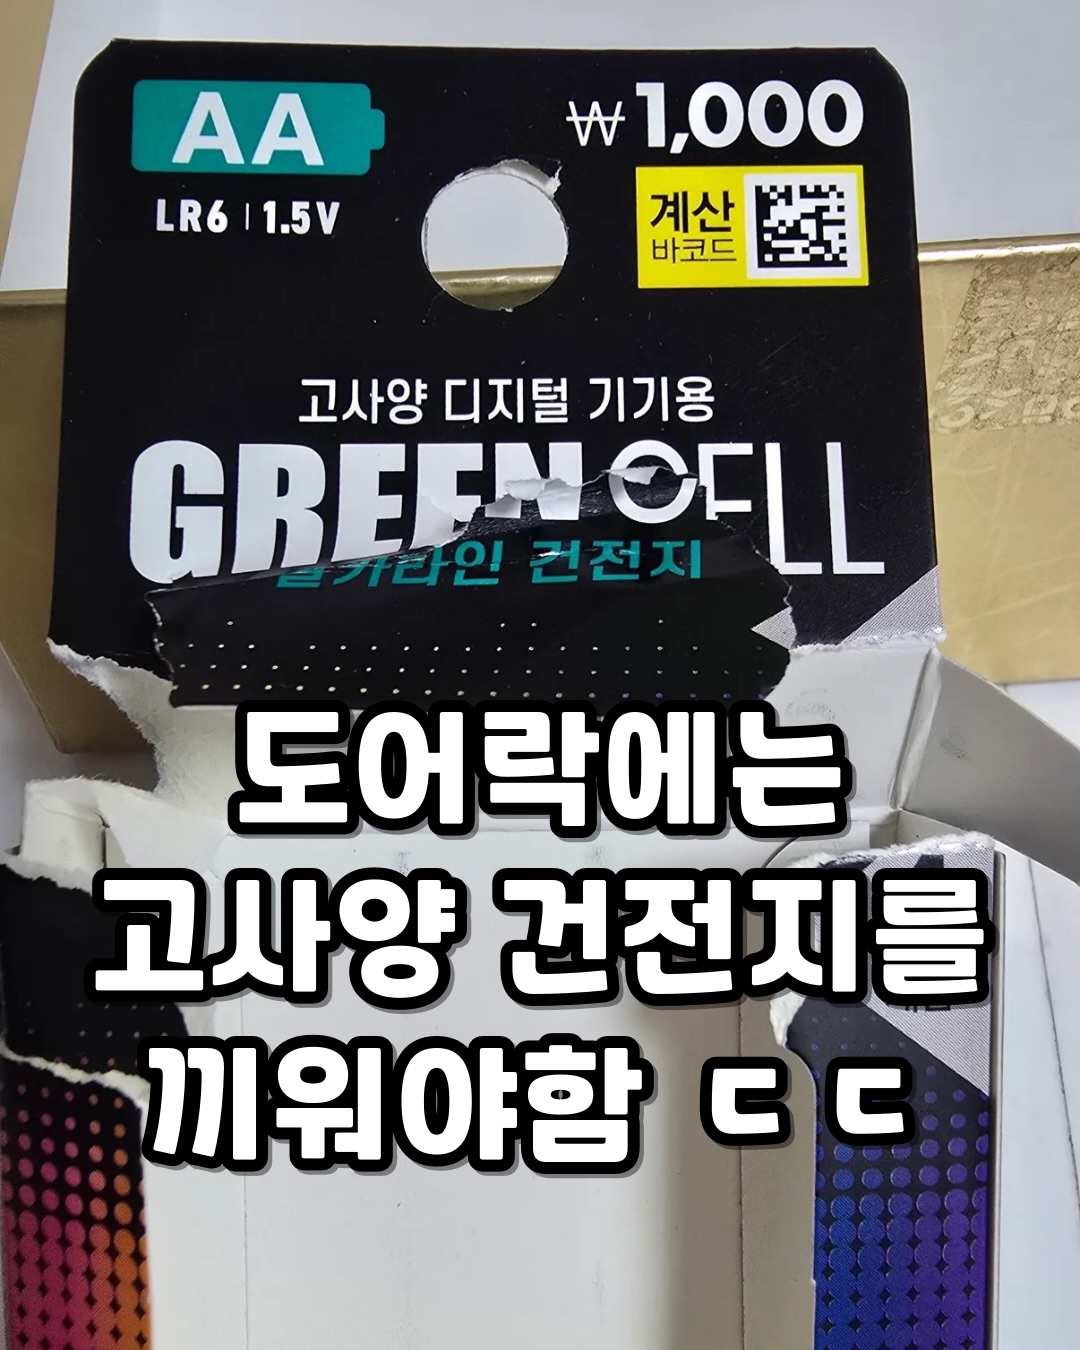 AA
₩1,000
LR6 | 1.5V
계산
바코드
고사양 디지털 기기용
GREEN CELL
알카라인 건전지
도어락에는
고사양 건전지를
끼워야함 ㄷㄷ